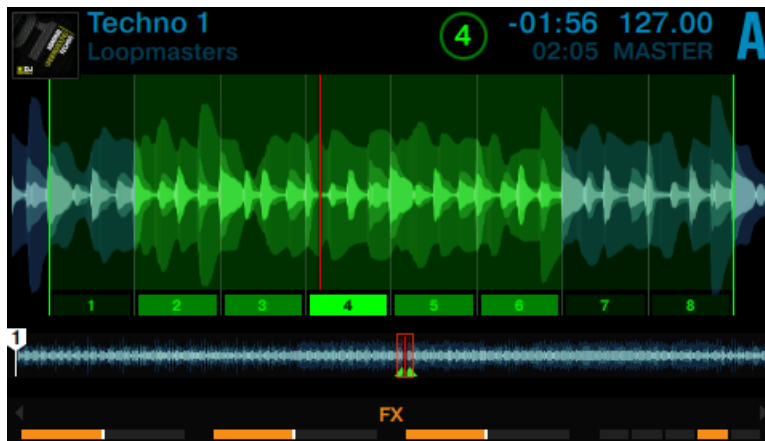 Techno 1
Loopmasters
4
-01:56 127.00
02:05 MASTER
A
1 2 3 4 5 6 7 8
1
FX